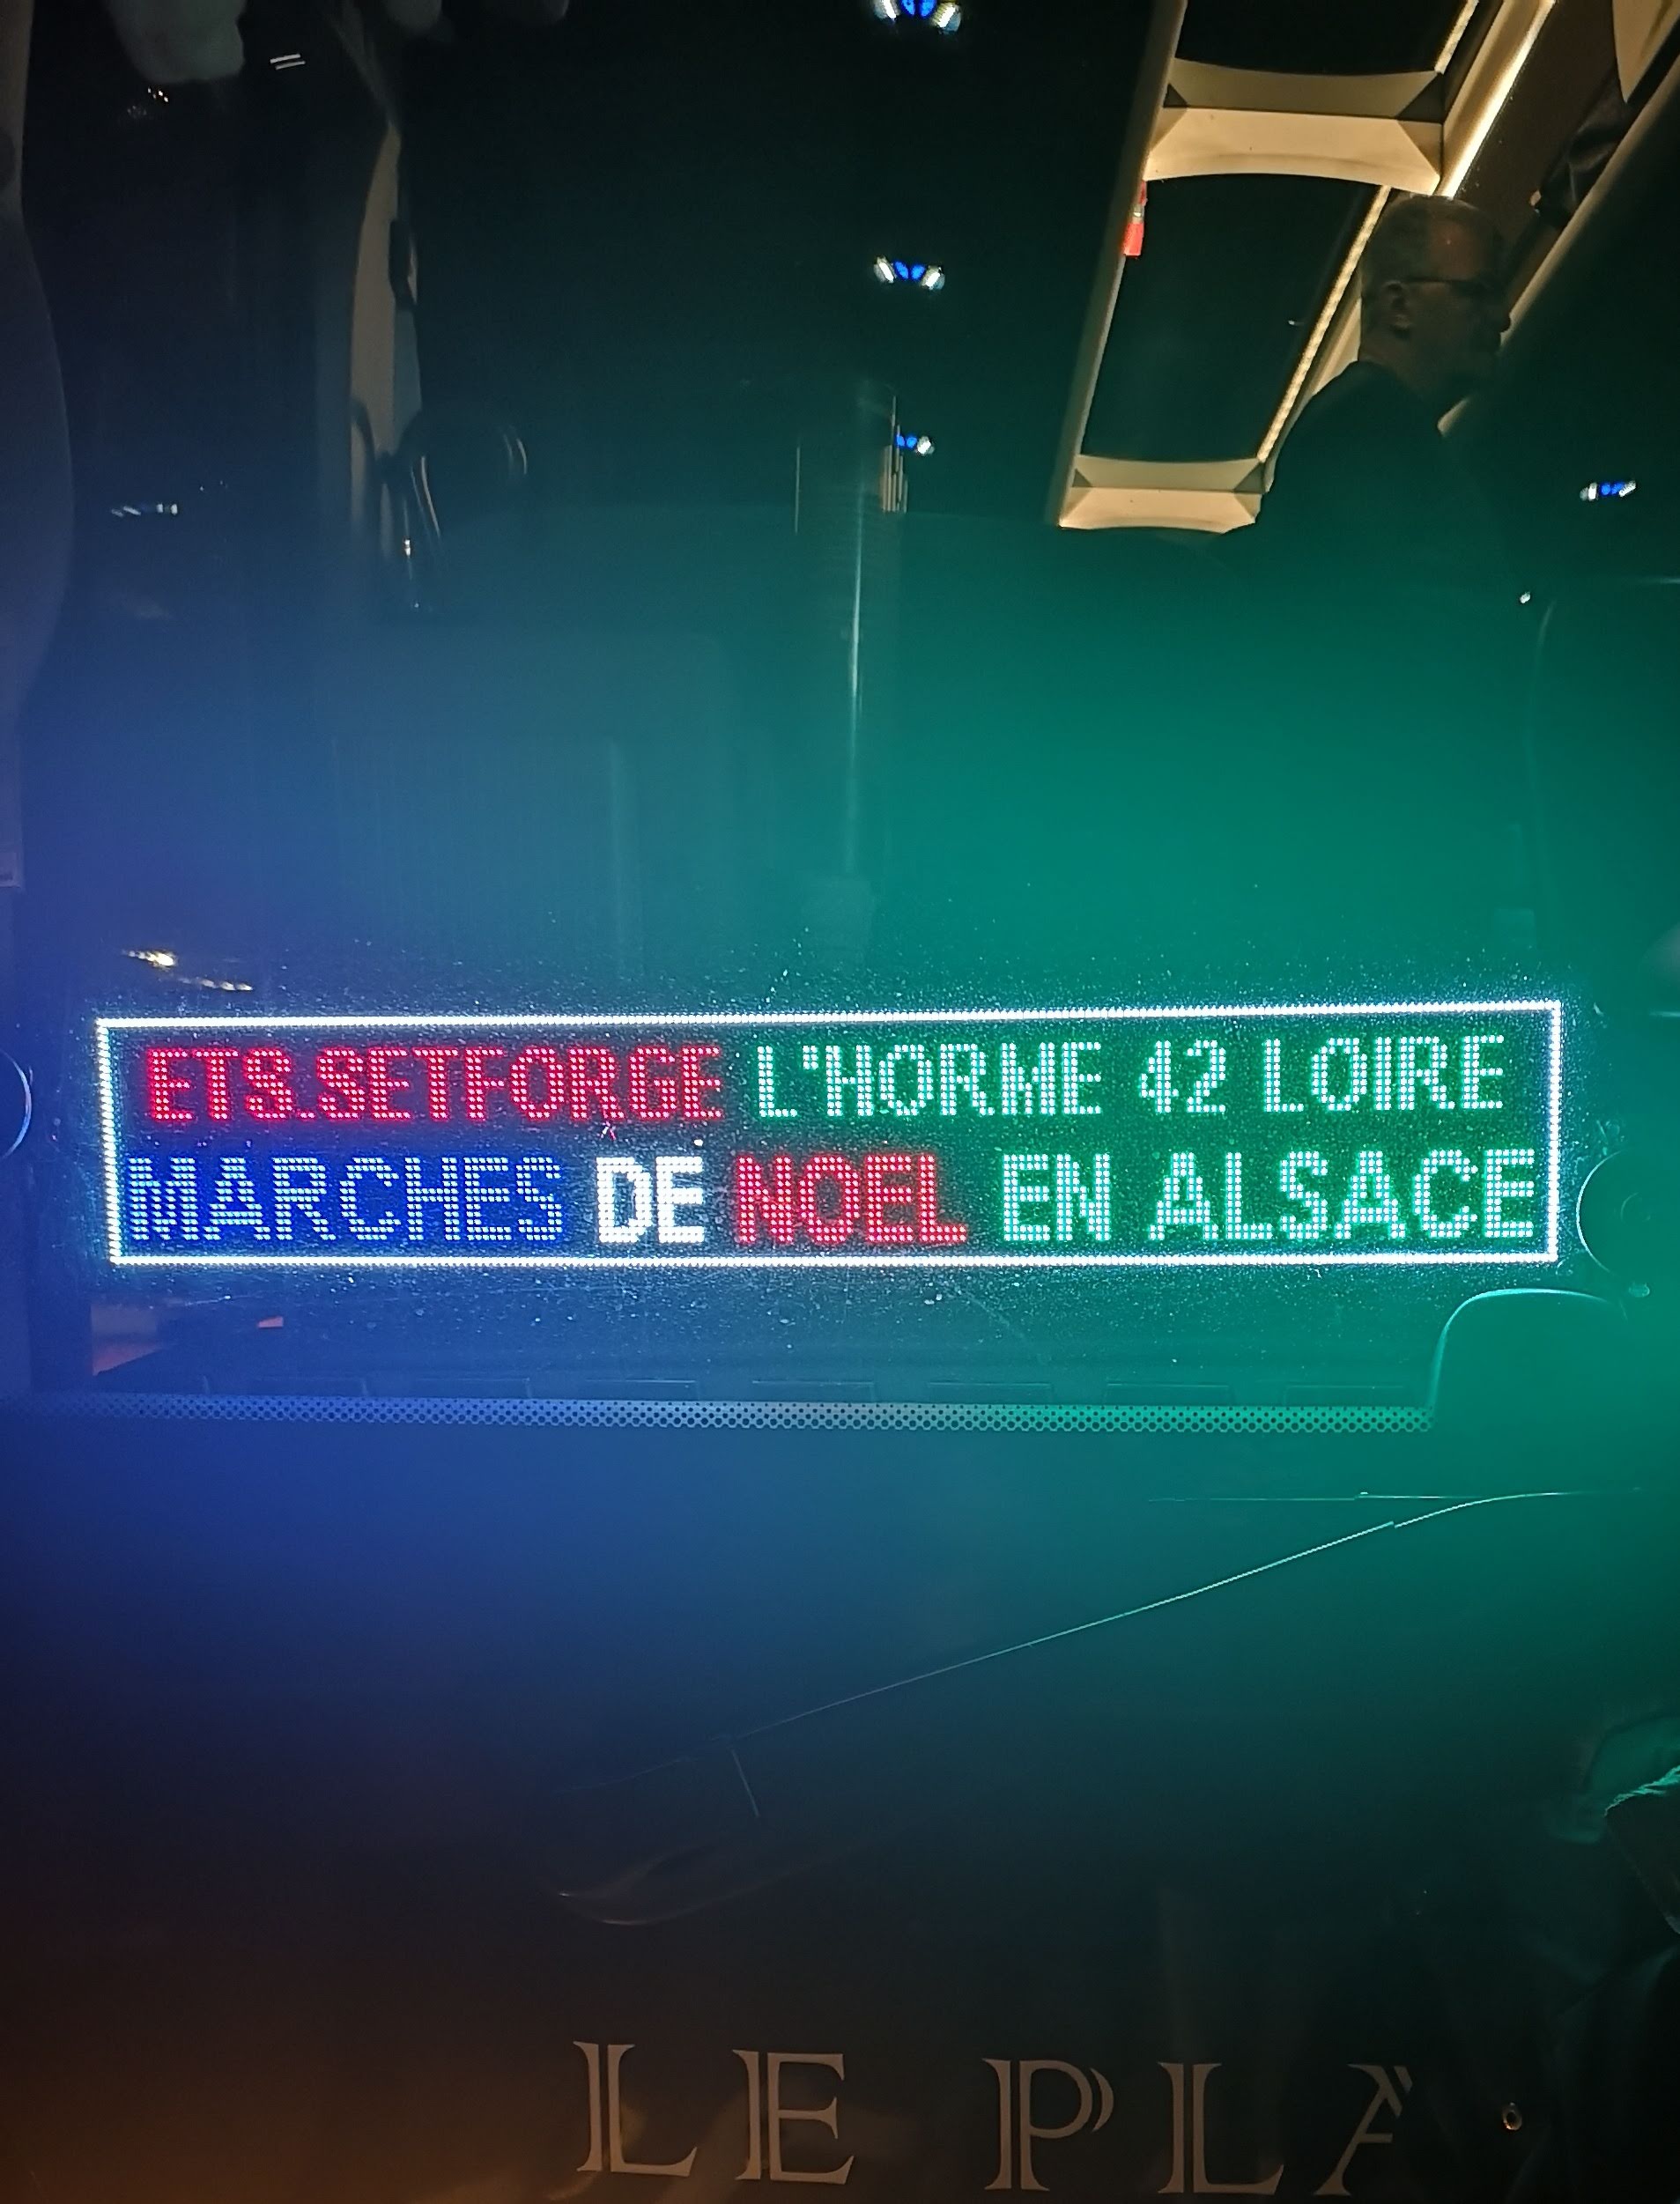 ETS.SETFORGE L'HORME 42 LOIRE
MARCHES DE NOEL EN ALSACE
LE PLA